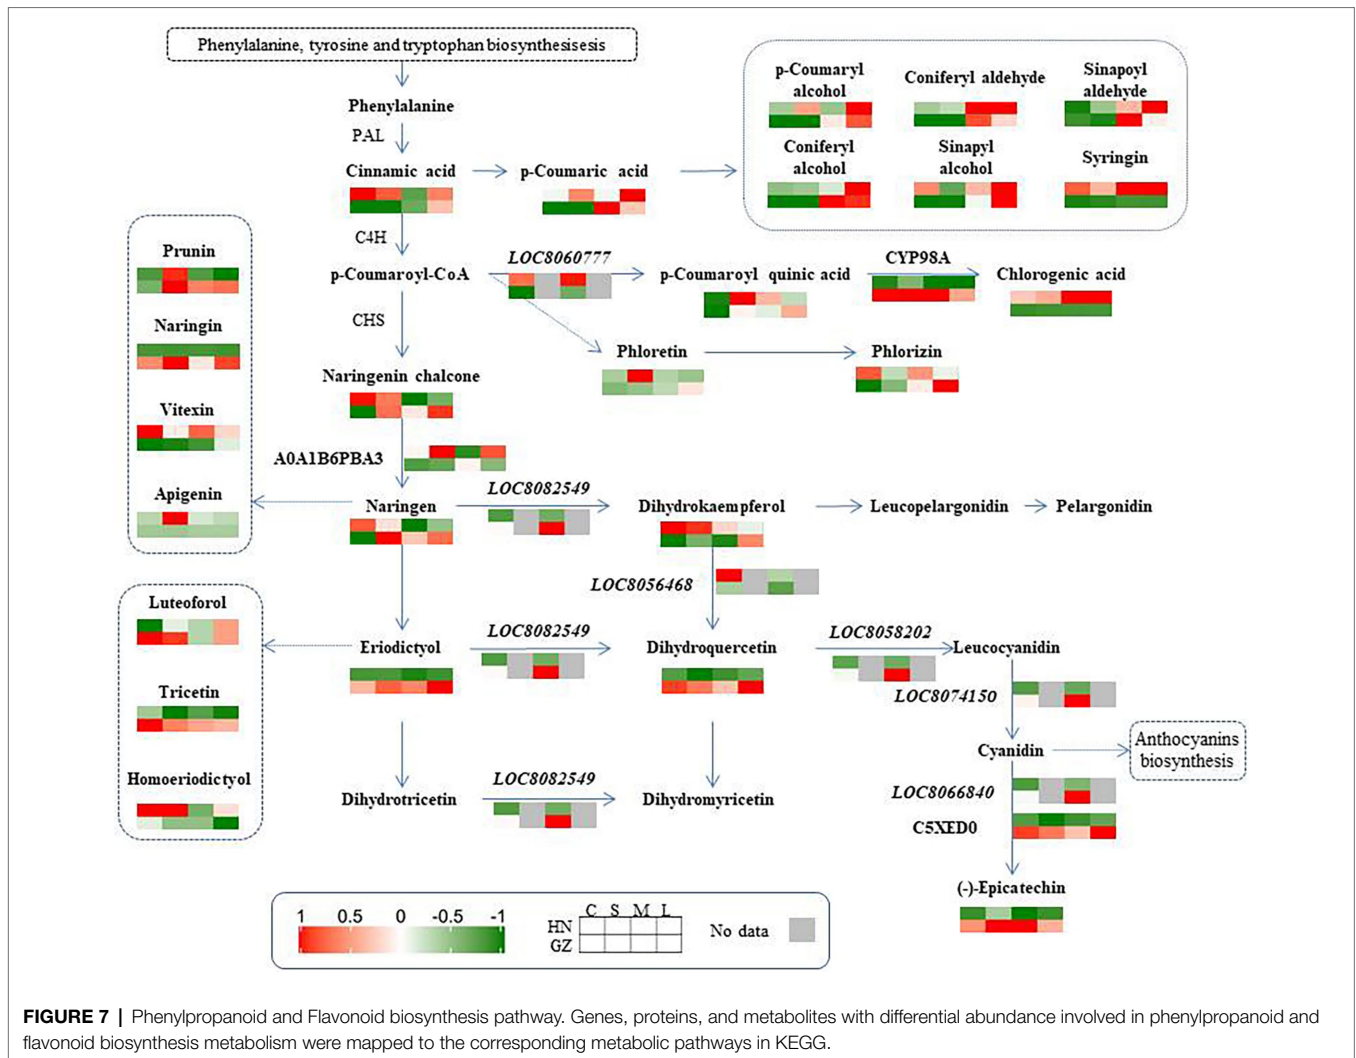 Phenylalanine, tyrosine and tryptophan biosynthesisesis
Phenylalanine
PAL
Cinnamic acid
p-Coumaric acid
p-Coumaryl
alcohol
Coniferyl aldehyde
Sinapoyl
aldehyde
Coniferyl
alcohol
Sinapyl
alcohol
Syringin
C4H
p-Coumaroyl-CoA
LOC8060777
p-Coumaroyl quinic acid
CYP98A
Chlorogenic acid
CHS
Phloretin
Phlorizin
Naringenin chalcone
A0A1B6PBA3
Prunin
Naringin
Vitexin
Apigenin
Naringen
LOC8082549
Dihydrokaempferol
Leucopelargonidin
Pelargonidin
LOC8056468
Luteoforol
Tricetin
Homoeriodictyol
Eriodictyol
LOC8082549
Dihydroquercetin
LOC8058202
Leucocyanidin
LOC8074150
Cyanidin
Anthocyanins
biosynthesis
Dihydrotricetin
LOC8082549
Dihydromyricetin
LOC8066840
C5XED0
(-)-Epicatechin
1 0.5 0 -0.5 -1
C S M L
HN
GZ
No data
FIGURE 7 | Phenylpropanoid and Flavonoid biosynthesis pathway. Genes, proteins, and metabolites with differential abundance involved in phenylpropanoid and
flavonoid biosynthesis metabolism were mapped to the corresponding metabolic pathways in KEGG.